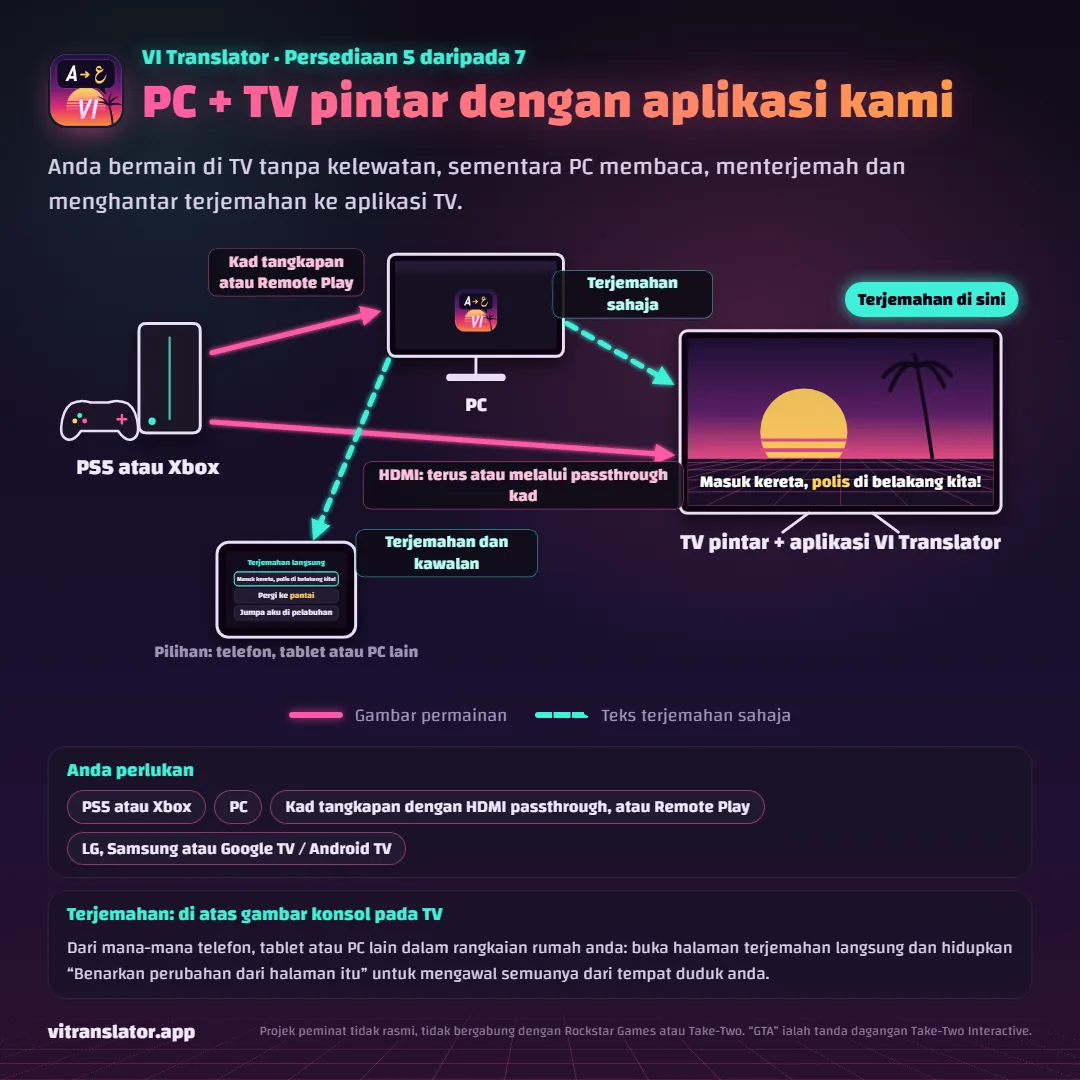 A→ع
VI
VI Translator · Persediaan 5 daripada 7
PC + TV pintar dengan aplikasi kami
Anda bermain di TV tanpa kelewatan, sementara PC membaca, menterjemah dan
menghantar terjemahan ke aplikasi TV.
Kad tangkapan
atau Remote Play
A→ع
VI
Terjemahan
sahaja
Terjemahan di sini
PC
PS5 atau Xbox
HDMI: terus atau melalui passthrough
kad
Masuk kereta, polis di belakang kita!
TV pintar + aplikasi VI Translator
Terjemahan dan
kawalan
Terjemahan langsung
Masuk kereta, polis di belakang kita!
Pergi ke pantai
Jumpa aku di pelabuhan
Pilihan: telefon, tablet atau PC lain
Gambar permainan
Teks terjemahan sahaja
Anda perlukan
PS5 atau Xbox
PC
Kad tangkapan dengan HDMI passthrough, atau Remote Play
LG, Samsung atau Google TV / Android TV
Terjemahan: di atas gambar konsol pada TV
Dari mana-mana telefon, tablet atau PC lain dalam rangkaian rumah anda: buka halaman terjemahan langsung dan hidupkan
“Benarkan perubahan dari halaman itu” untuk mengawal semuanya dari tempat duduk anda.
vitranslator.app
Projek peminat tidak rasmi, tidak bergabung dengan Rockstar Games atau Take-Two. “GTA” ialah tanda dagangan Take-Two Interactive.